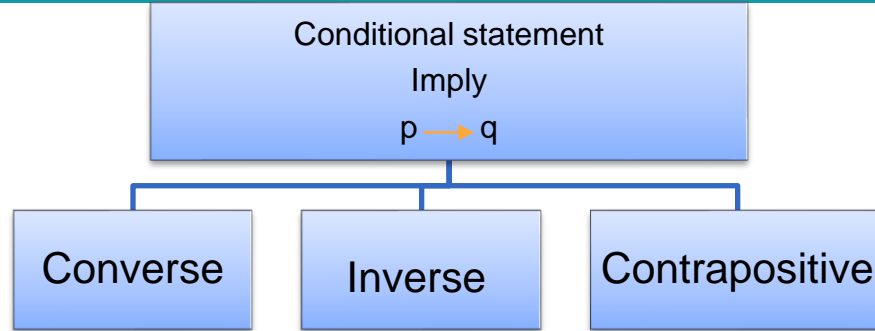 Conditional statement
Imply
p → q
Converse
Inverse
Contrapositive